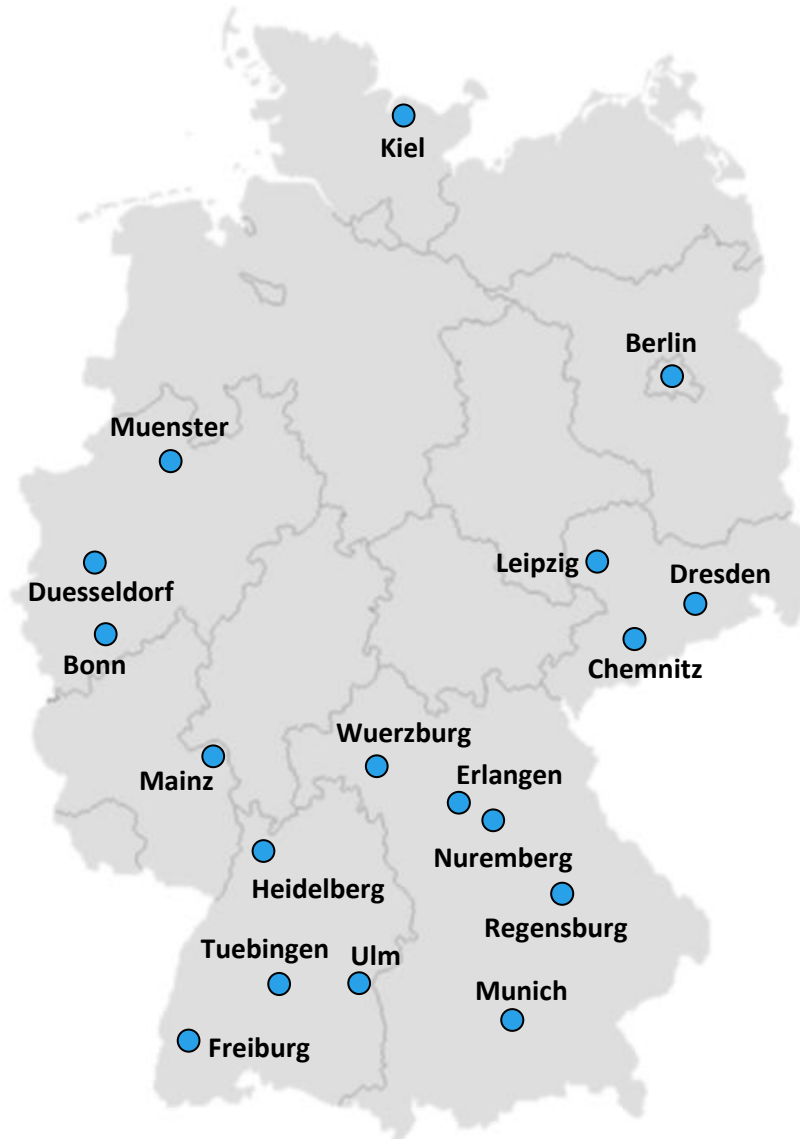 Kiel
Berlin
Muenster
Leipzig
Dresden
Duesseldorf
Bonn
Chemnitz
Wuerzburg
Mainz
Erlangen
Nuremberg
Heidelberg
Regensburg
Tuebingen
Ulm
Munich
Freiburg